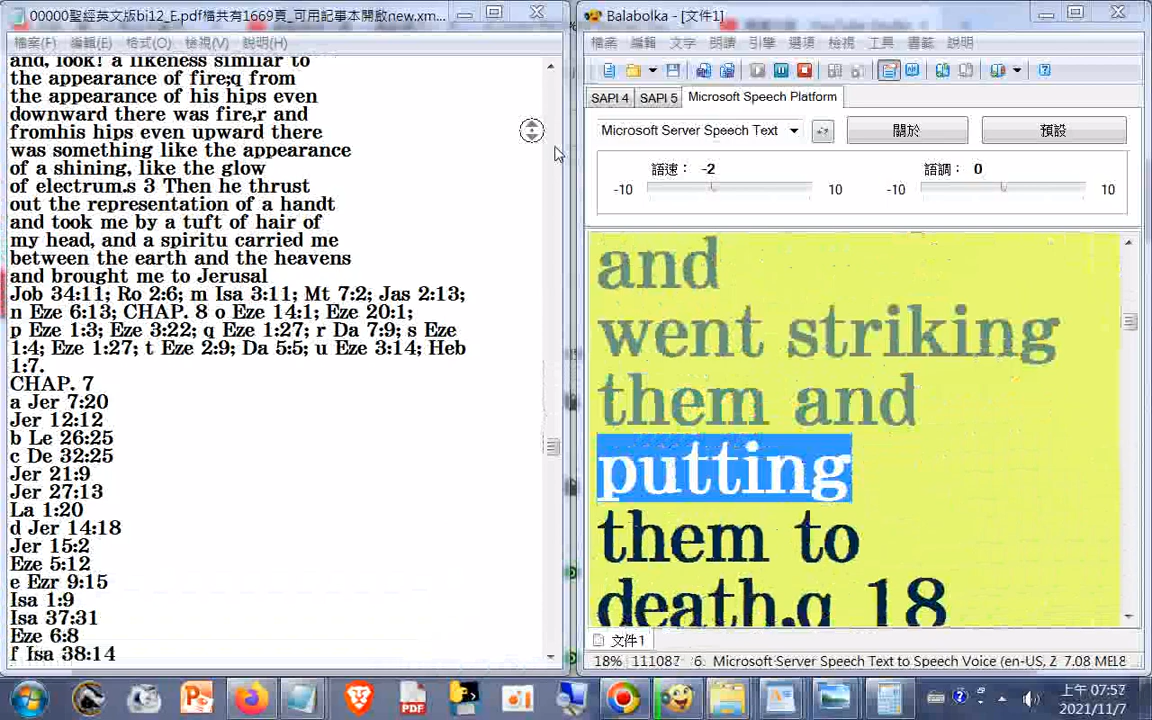 00000聖經英文版bi12_E.pdf檔共有1669頁_可用記事本開啟new.xm...
檔案(F) 編輯(E) 格式(O) 檢視(V) 說明(H)
and, look! a likeness similar to
the appearance of fire;q from
the appearance of his hips even
downward there was fire,r and
fromhis hips even upward there
was something like the appearance
of a shining, like the glow
of electrum.s 3 Then he thrust
out the representation of a handt
and took me by a tuft of hair of
my head, and a spiritu carried me
between the earth and the heavens
and brought me to Jerusal
Job 34:11; Ro 2:6; m Isa 3:11; Mt 7:2; Jas 2:13;
n Eze 6:13; CHAP. 8 o Eze 14:1; Eze 20:1;
p Eze 1:3; Eze 3:22; q Eze 1:27; r Da 7:9; s Eze
1:4; Eze 1:27; t Eze 2:9; Da 5:5; u Eze 3:14; Heb
1:7.
CHAP. 7
a Jer 7:20
Jer 12:12
b Le 26:25
c De 32:25
Jer 21:9
Jer 27:13
La 1:20
d Jer 14:18
Jer 15:2
Eze 5:12
e Ezr 9:15
Isa 1:9
Isa 37:31
Eze 6:8
f Isa 38:14
Balabolka - [文件1]
檔案 編輯 文字 朗讀 引擎 選項 檢視 工具 書籤 說明
SAPI 4 SAPI 5 Microsoft Speech Platform
Microsoft Server Speech Text 關於 預設
語速： -2 語調： 0
-10 10 -10 10
and
went striking
them and
putting
them to
death.q 18
文件1
18% 6: Microsoft Server Speech Text to Speech Voice (en-US, Z 7.08 ME
PDF
上午 07:57
2021/11/7